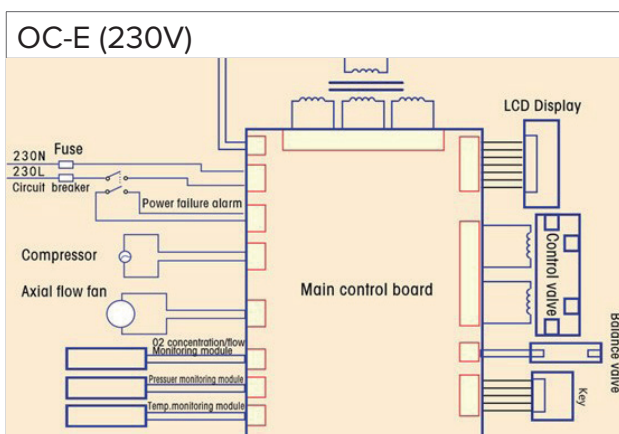 OC-E (230V)
LCD Display
Fuse
230N
230L
Circuit breaker
Power failure alarm
Compressor
Control valve
Axial flow fan
Main control board
O2 concentration/flow
Monitoring module
Balance valve
Pressuer monitoring module
Temp.monitoring module
Key